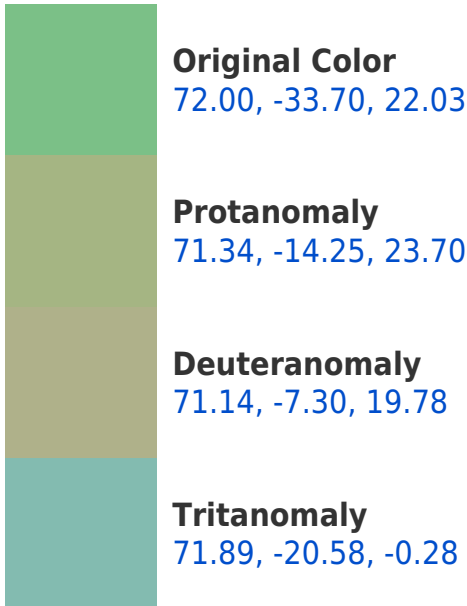 Original Color
72.00, -33.70, 22.03
Protanomaly
71.34, -14.25, 23.70
Deuteranomaly
71.14, -7.30, 19.78
Tritanomaly
71.89, -20.58, -0.28